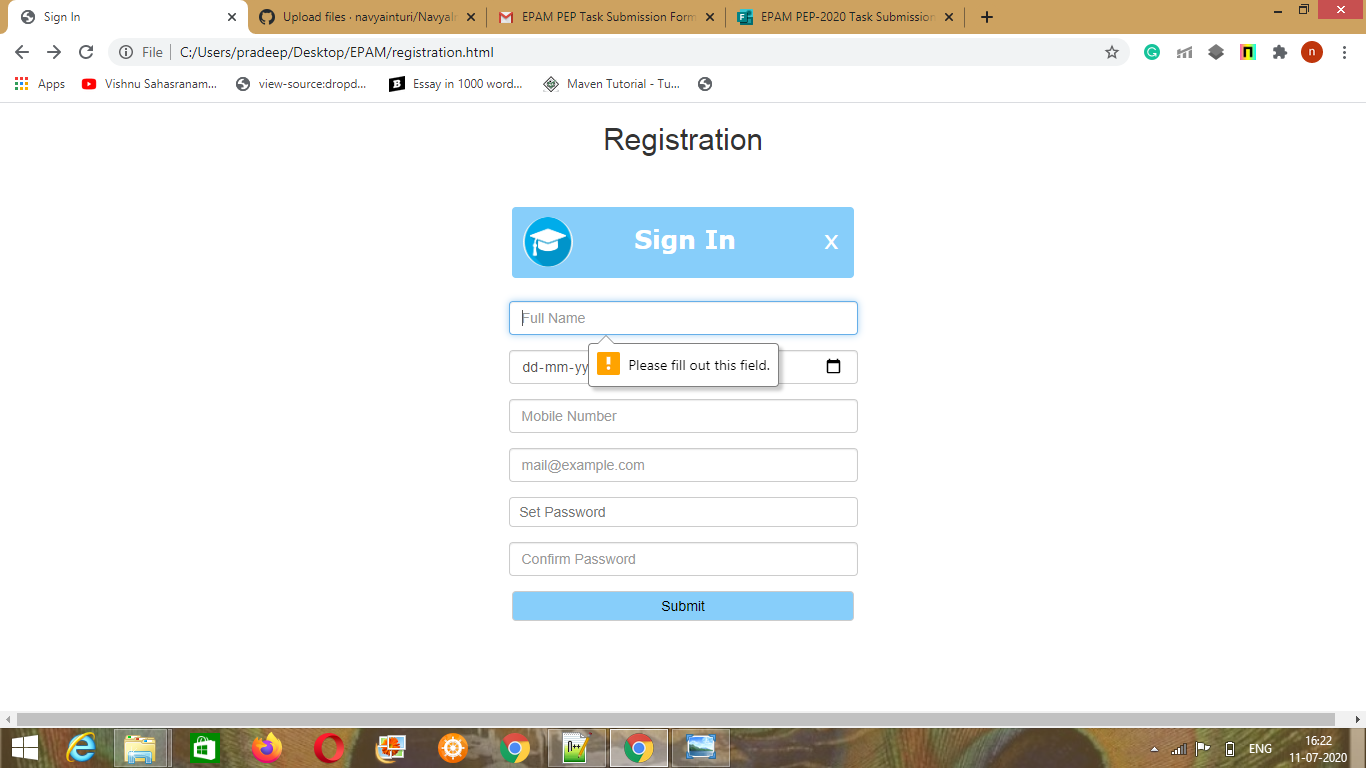 Sign In
Upload files · navyainturi/NavyaIn
EPAM PEP Task Submission Form
EPAM PEP-2020 Task Submission
File
C:/Users/pradeep/Desktop/EPAM/registration.html
n
Apps
Vishnu Sahasranam...
view-source:dropd...
Essay in 1000 word...
Maven Tutorial - Tu...
Registration
Sign In
X
Full Name
Please fill out this field.
dd-mm-yy
Mobile Number
mail@example.com
Set Password
Confirm Password
Submit
ENG
16:22
11-07-2020